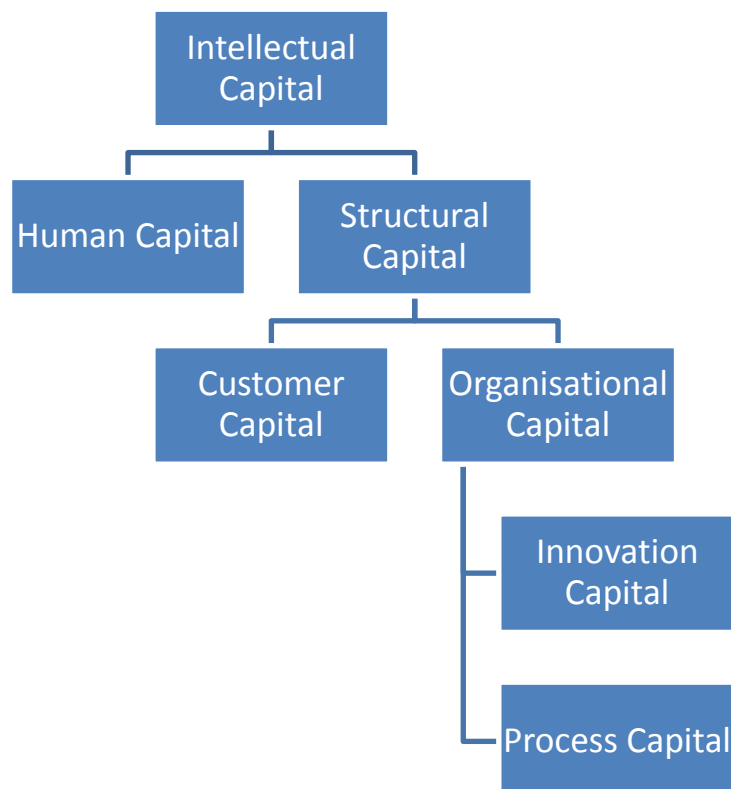 Intellectual
Capital
Human Capital
Structural
Capital
Customer
Capital
Organisational
Capital
Innovation
Capital
Process Capital